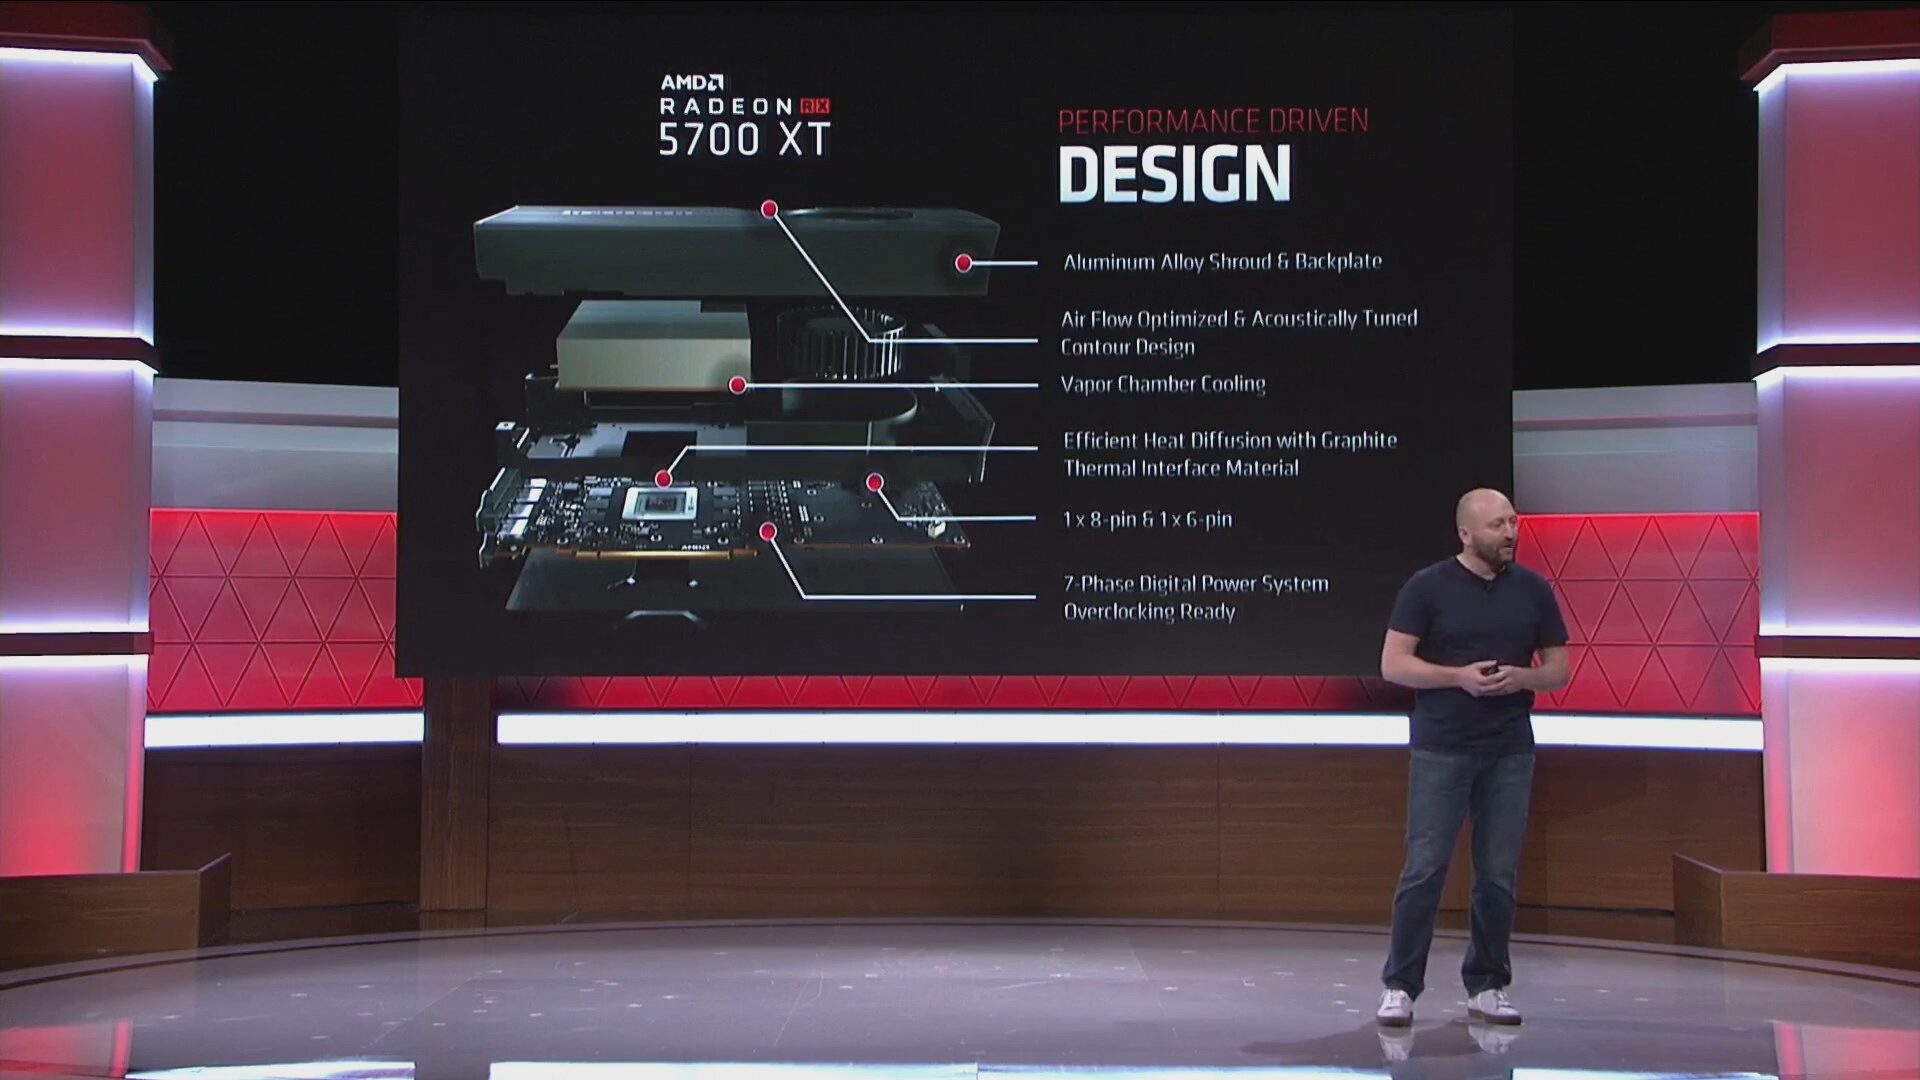 AMD
RADEON RX
5700 XT
PERFORMANCE DRIVEN
DESIGN
Aluminum Alloy Shroud & Backplate
Air Flow Optimized & Acoustically Tuned
Contour Design
Vapor Chamber Cooling
Efficient Heat Diffusion with Graphite
Thermal Interface Material
1 x 8-pin & 1 x 6-pin
7-Phase Digital Power System
Overclocking Ready
AMD